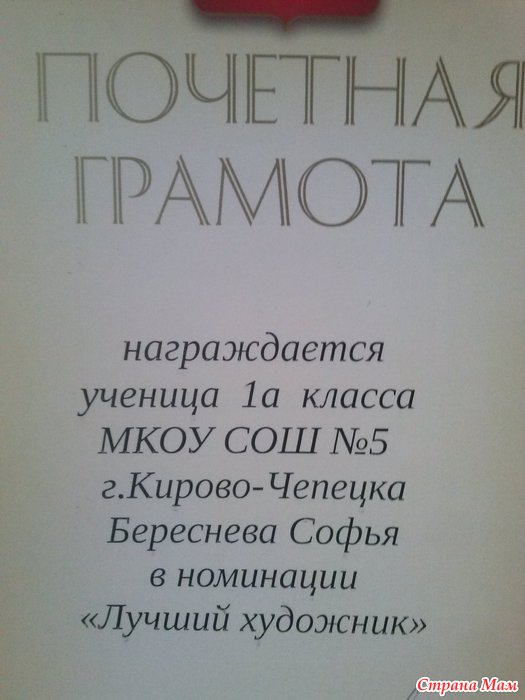 ПОЧЕТНАЯ
ГРАМОТА
награждается
ученица 1а класса
МКОУ СОШ №5
г.Кирово-Чепецка
Береснева Софья
в номинации
«Лучший художник»
Страна Мам